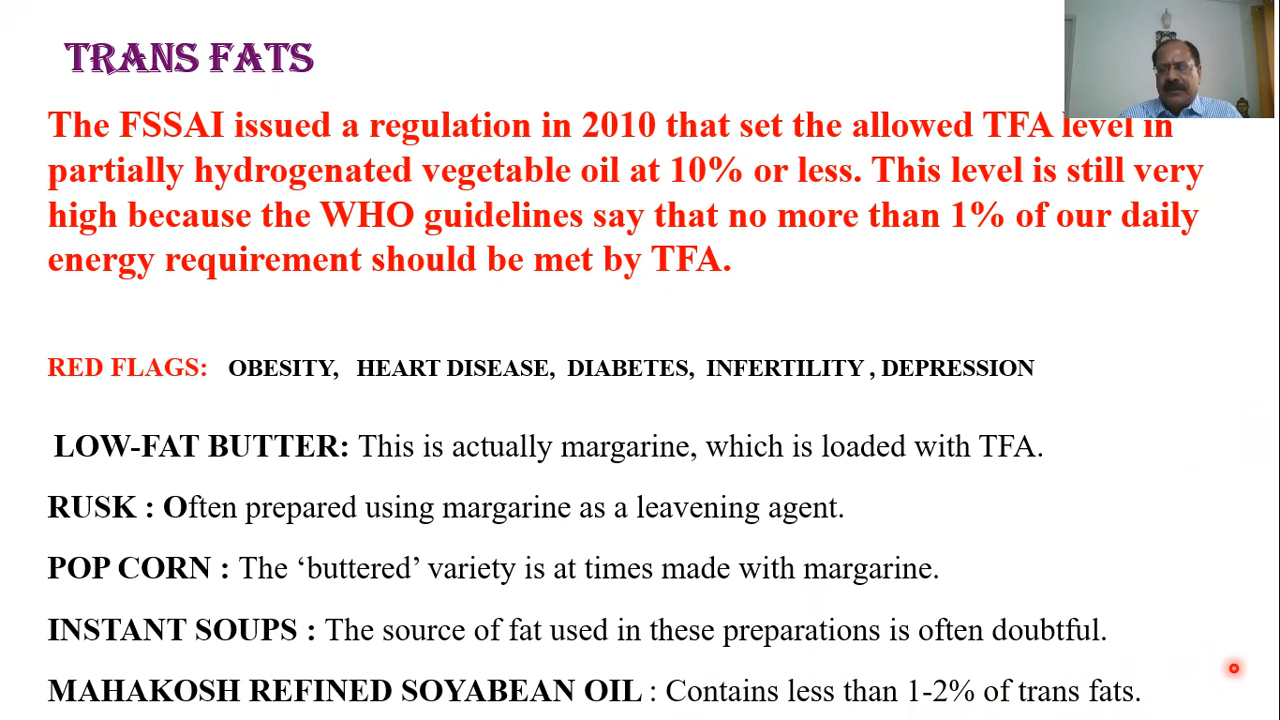 TRANS FATS
The FSSAI issued a regulation in 2010 that set the allowed TFA level in
partially hydrogenated vegetable oil at 10% or less. This level is still very
high because the WHO guidelines say that no more than 1% of our daily
energy requirement should be met by TFA.
RED FLAGS: OBESITY, HEART DISEASE, DIABETES, INFERTILITY , DEPRESSION
LOW-FAT BUTTER: This is actually margarine, which is loaded with TFA.
RUSK : Often prepared using margarine as a leavening agent.
POP CORN : The ‘buttered’ variety is at times made with margarine.
INSTANT SOUPS : The source of fat used in these preparations is often doubtful.
MAHAKOSH REFINED SOYABEAN OIL : Contains less than 1-2% of trans fats.